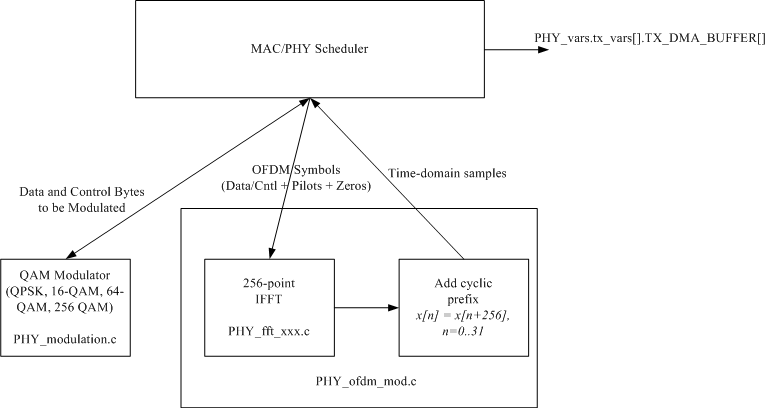 MAC/PHY Scheduler
PHY_vars.tx_vars[].TX_DMA_BUFFER[]
OFDM Symbols
(Data/Cntl + Pilots + Zeros)
Time-domain samples
Data and Control Bytes
to be Modulated
QAM Modulator
(QPSK, 16-QAM, 64-
QAM, 256 QAM)
PHY_modulation.c
256-point
IFFT
PHY_fft_xxx.c
Add cyclic
prefix
x[n] = x[n+256],
n=0..31
PHY_ofdm_mod.c